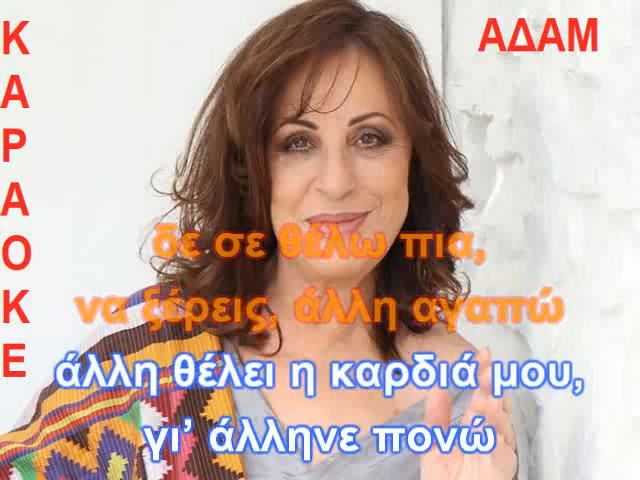 ΚΑΡΑΟΚΕ
ΑΔΑΜ
δε σε θέλω πια,
να ξέρεις, άλλη αγαπώ
άλλη θέλει η καρδιά μου,
γι’ άλληνε πονώ